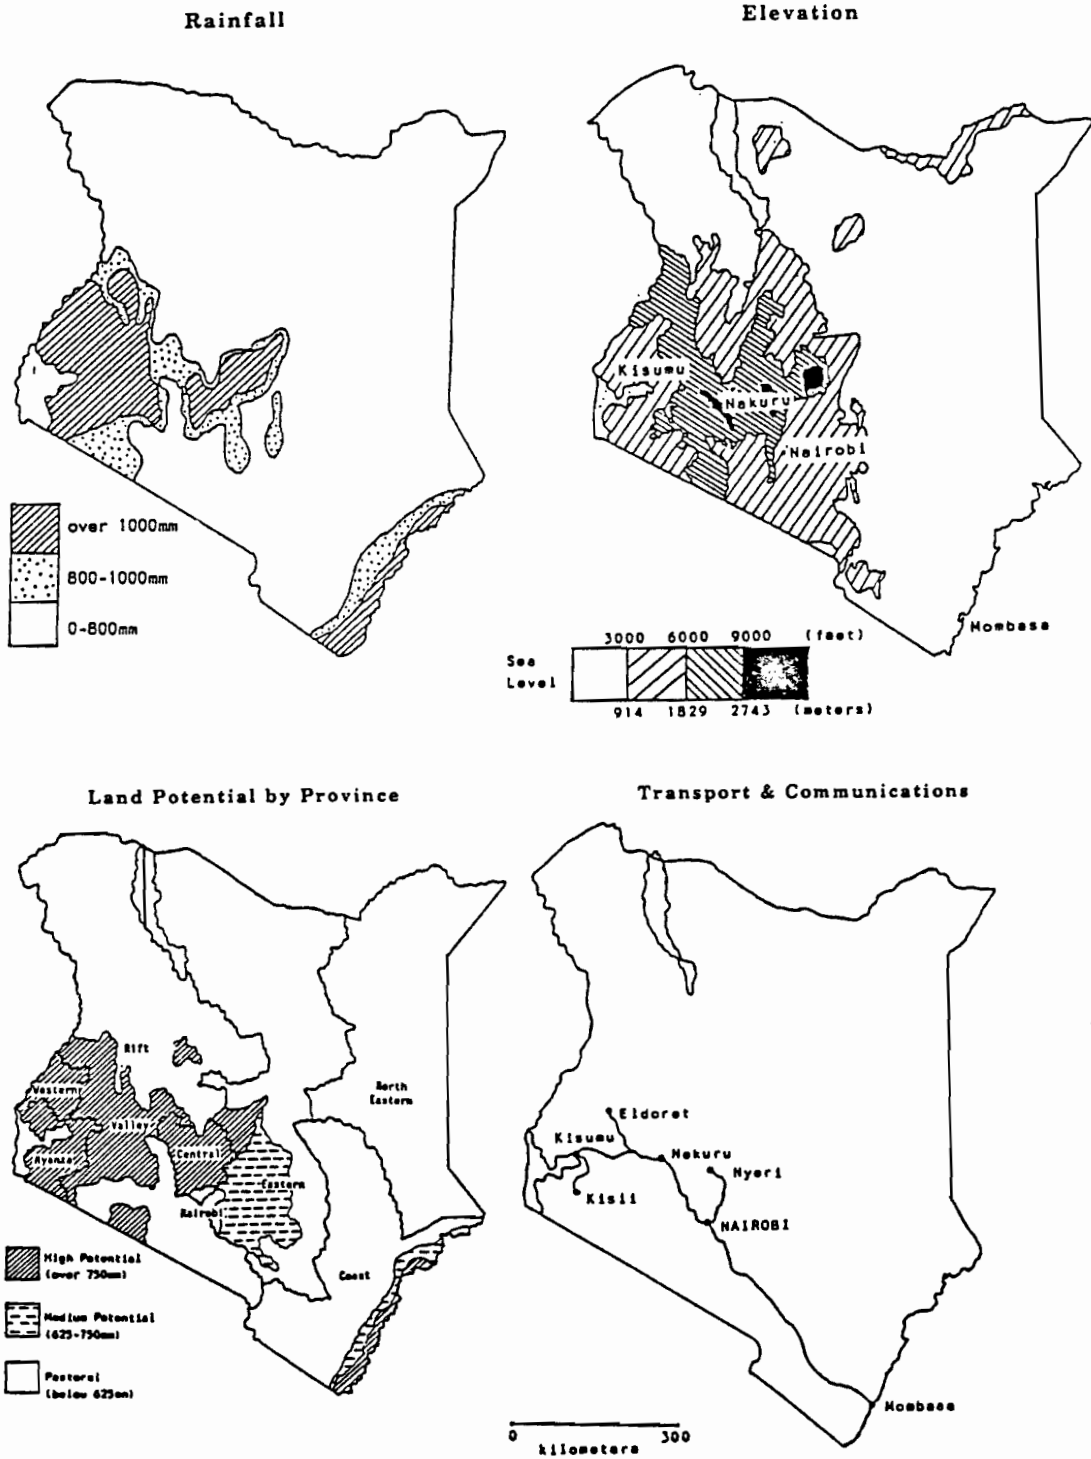 Rainfall
over 1000mm
800-1000mm
0-800mm
Elevation
Kisumu
Nakuru
Nairobi
Mombasa
3000 6000 9000 (feet)
Sea
Level
914 1829 2743 (meters)
Land Potential by Province
Rift
Western
Valley
North
Eastern
Nyanza
Central
Eastern
Nairobi
Coast
High Potential
(over 750mm)
Medium Potential
(625-750mm)
Pastoral
(below 625mm)
Transport & Communications
Eldoret
Kisumu
Nakuru
Nyeri
Kisii
NAIROBI
Mombasa
0 300
kilometers